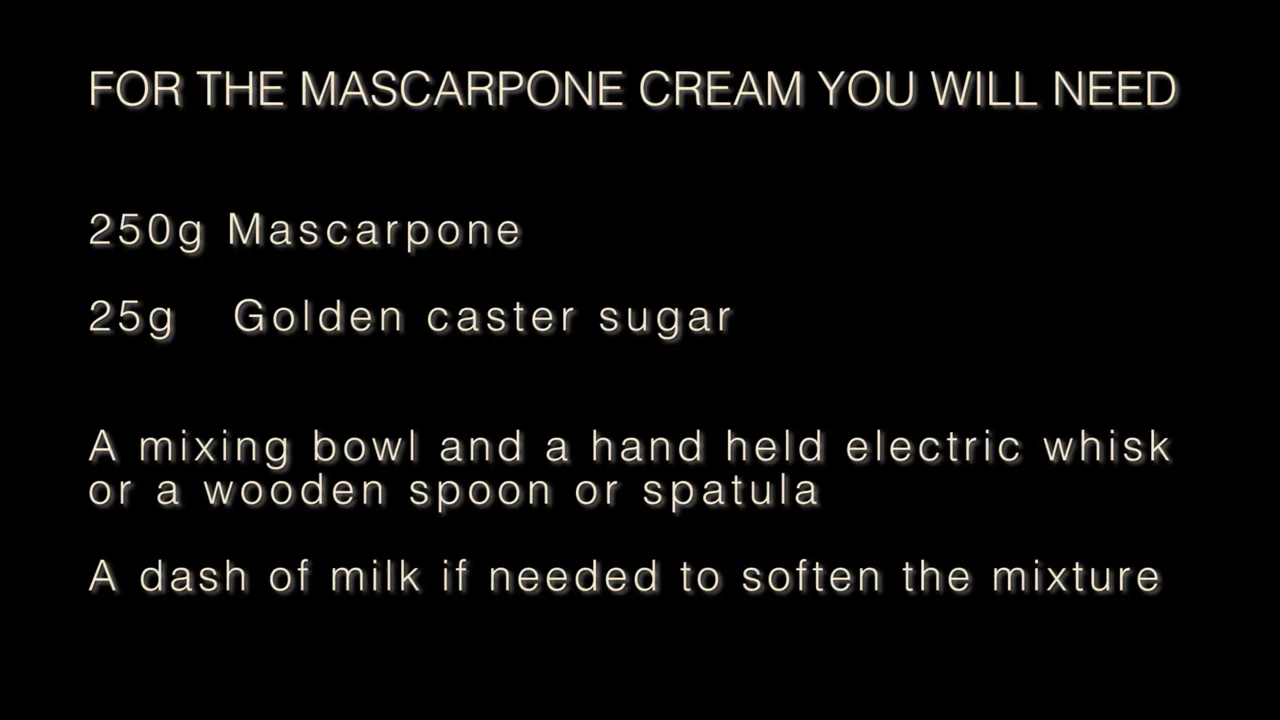 FOR THE MASCARPONE CREAM YOU WILL NEED
250g Mascarpone
25g Golden caster sugar
A mixing bowl and a hand held electric whisk
or a wooden spoon or spatula
A dash of milk if needed to soften the mixture